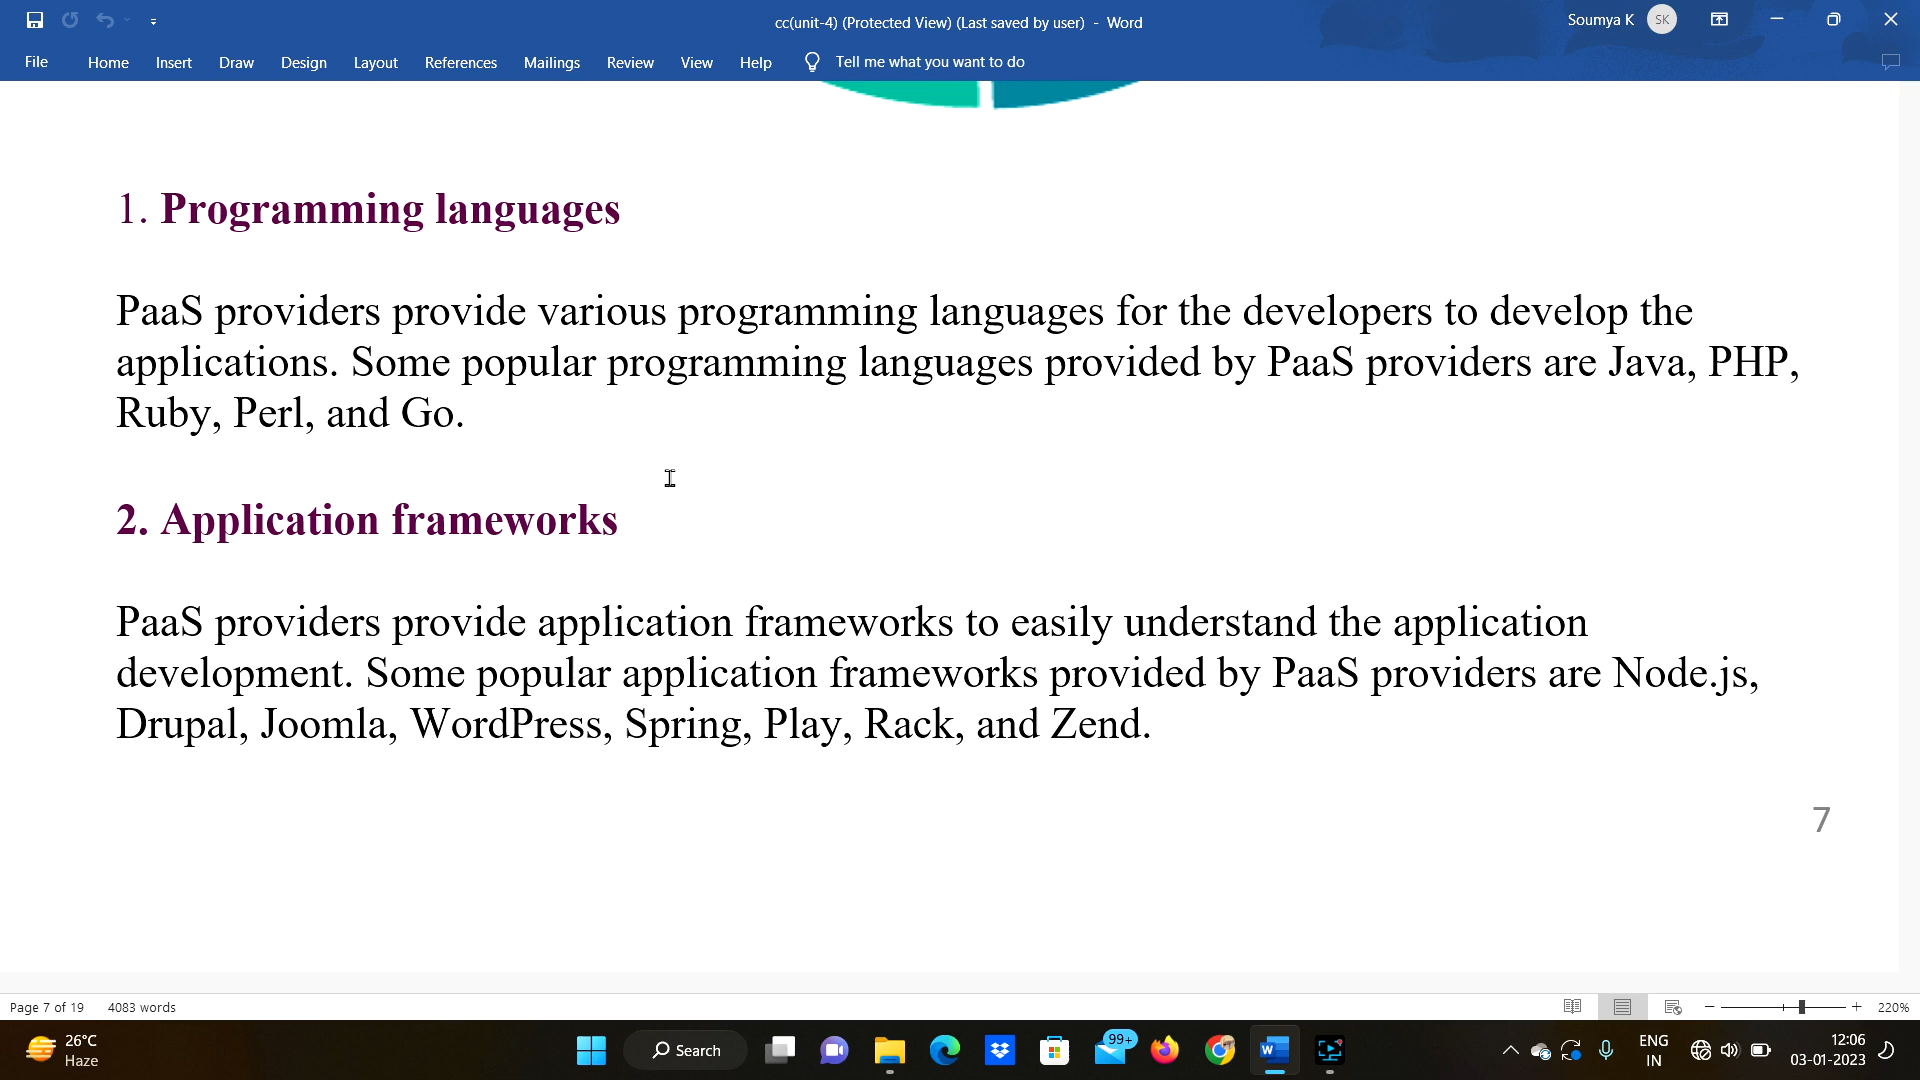 cc(unit-4) (Protected View) (Last saved by user) - Word
Soumya K
SK
File Home Insert Draw Design Layout References Mailings Review View Help Tell me what you want to do
1. Programming languages
PaaS providers provide various programming languages for the developers to develop the
applications. Some popular programming languages provided by PaaS providers are Java, PHP,
Ruby, Perl, and Go.
2. Application frameworks
PaaS providers provide application frameworks to easily understand the application
development. Some popular application frameworks provided by PaaS providers are Node.js,
Drupal, Joomla, WordPress, Spring, Play, Rack, and Zend.
7
Page 7 of 19 4083 words
220%
26°C
Haze
Search
99+
W
ENG
IN
12:06
03-01-2023